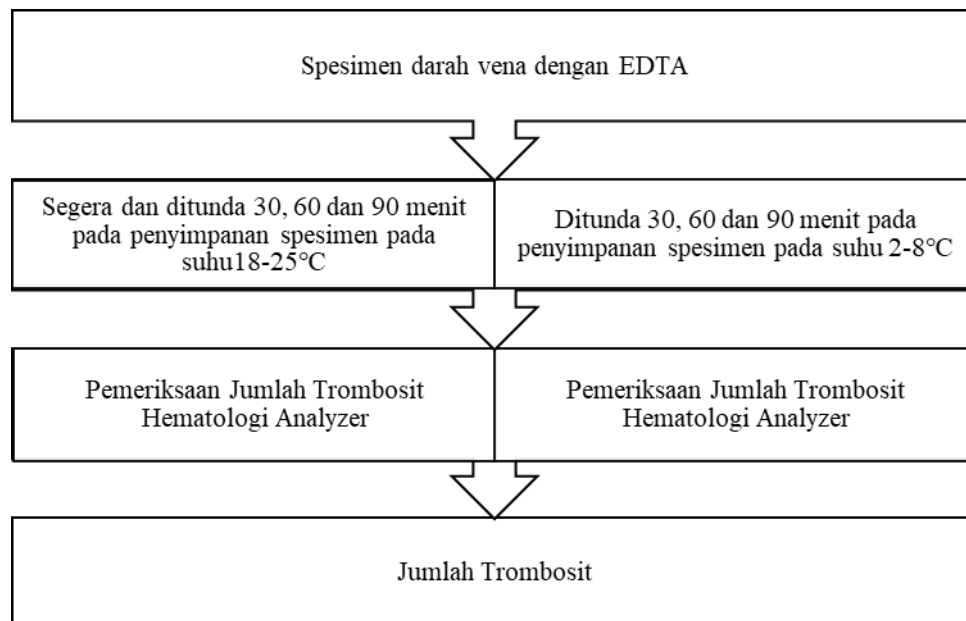 Spesimen darah vena dengan EDTA
Segera dan ditunda 30, 60 dan 90 menit
pada penyimpanan spesimen pada
suhu18-25°C
Ditunda 30, 60 dan 90 menit pada
penyimpanan spesimen pada suhu 2-8°C
Pemeriksaan Jumlah Trombosit
Hematologi Analyzer
Pemeriksaan Jumlah Trombosit
Hematologi Analyzer
Jumlah Trombosit